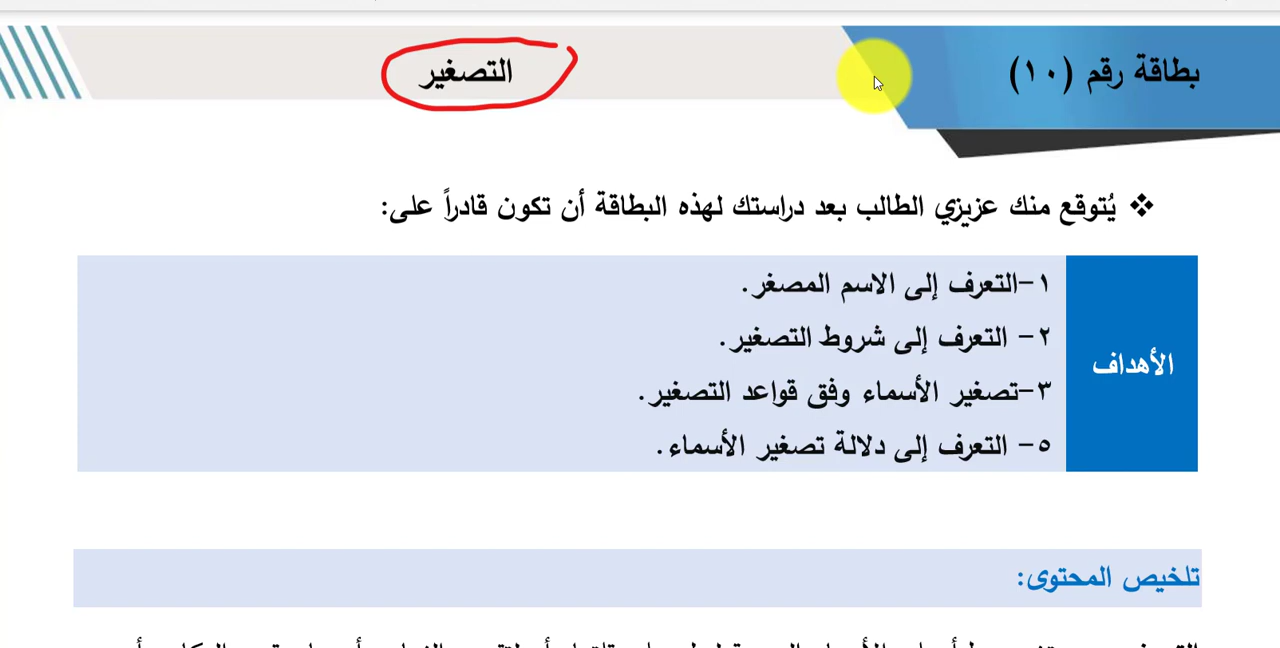 بطاقة رقم (١٠)
التصغير
❖ يُتوقع منك عزيزي الطالب بعد دراستك لهذه البطاقة أن تكون قادراً على:
الأهداف
١-التعرف إلى الاسم المصغر.
٢- التعرف إلى شروط التصغير.
٣-تصغير الأسماء وفق قواعد التصغير.
٥- التعرف إلى دلالة تصغير الأسماء.
تلخيص المحتوى: